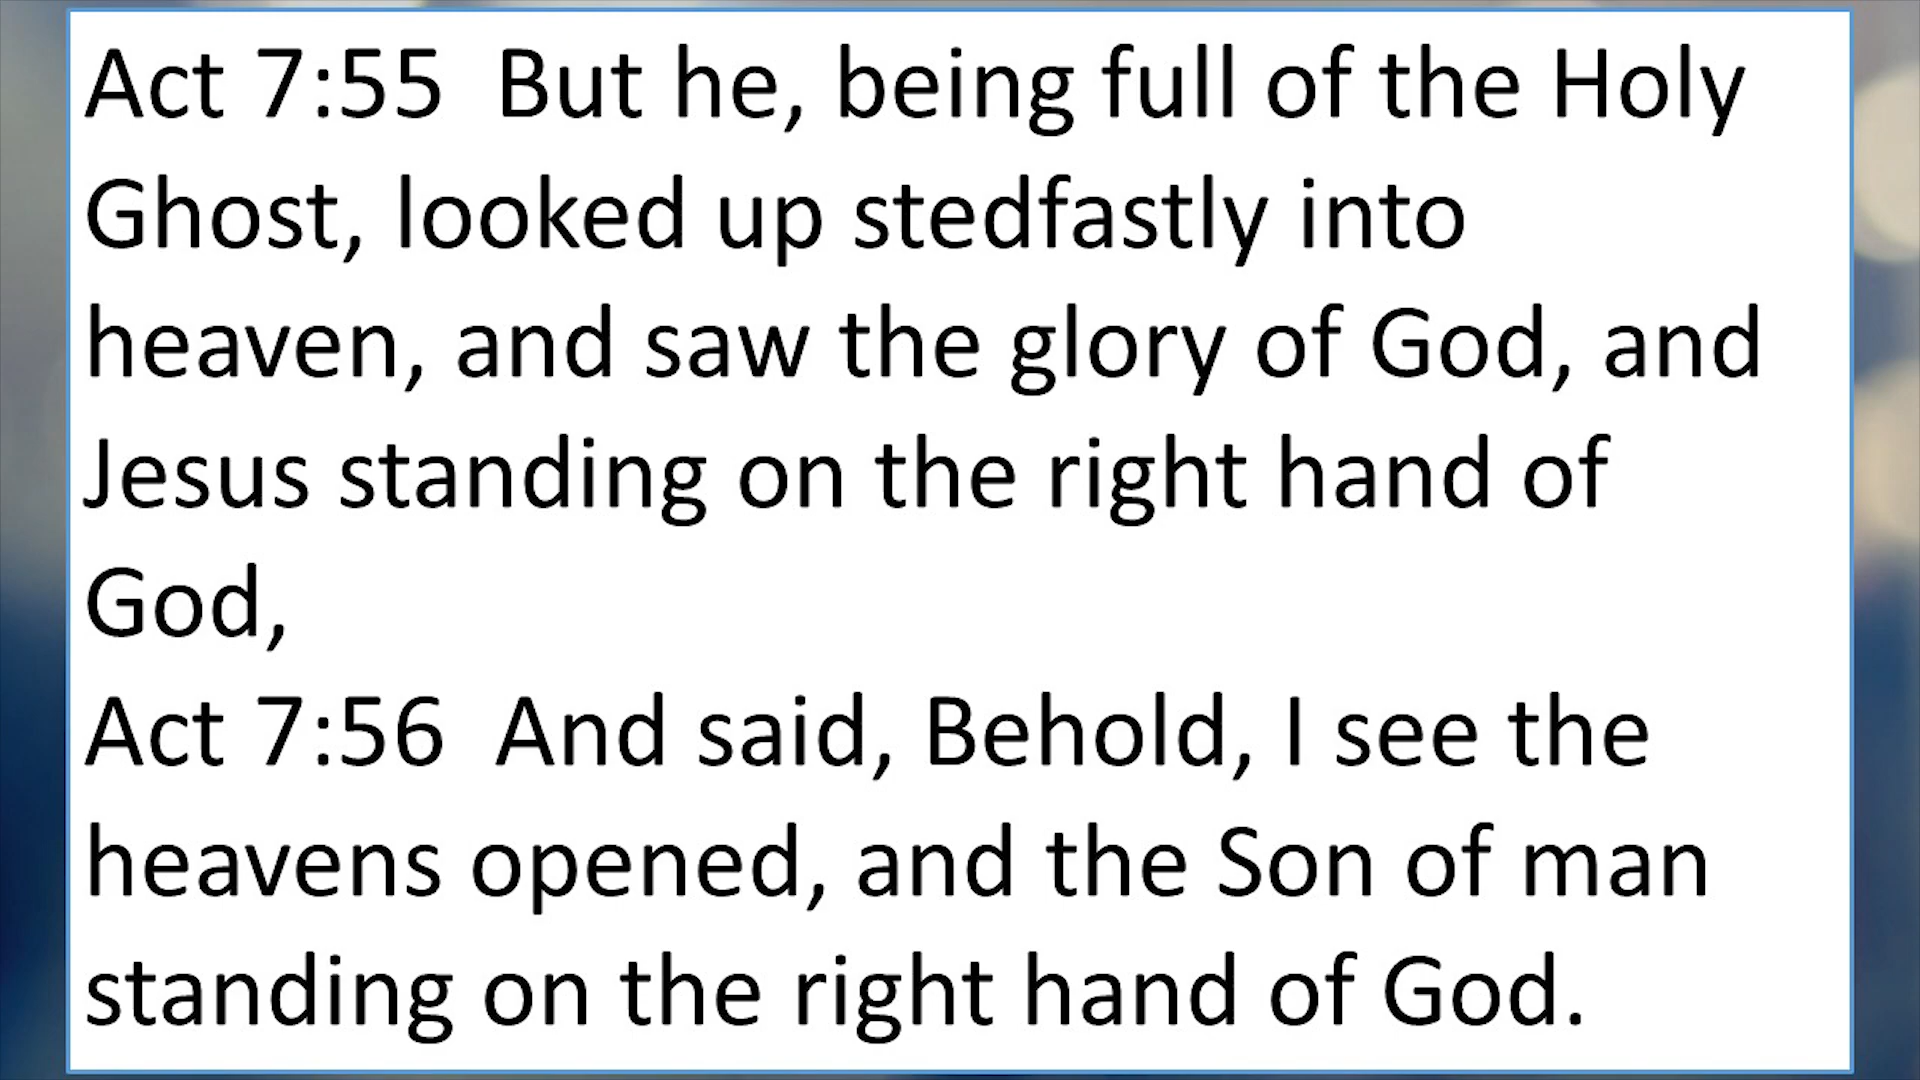 Act 7:55  But he, being full of the Holy
Ghost, looked up stedfastly into
heaven, and saw the glory of God, and
Jesus standing on the right hand of
God,
Act 7:56  And said, Behold, I see the
heavens opened, and the Son of man
standing on the right hand of God.